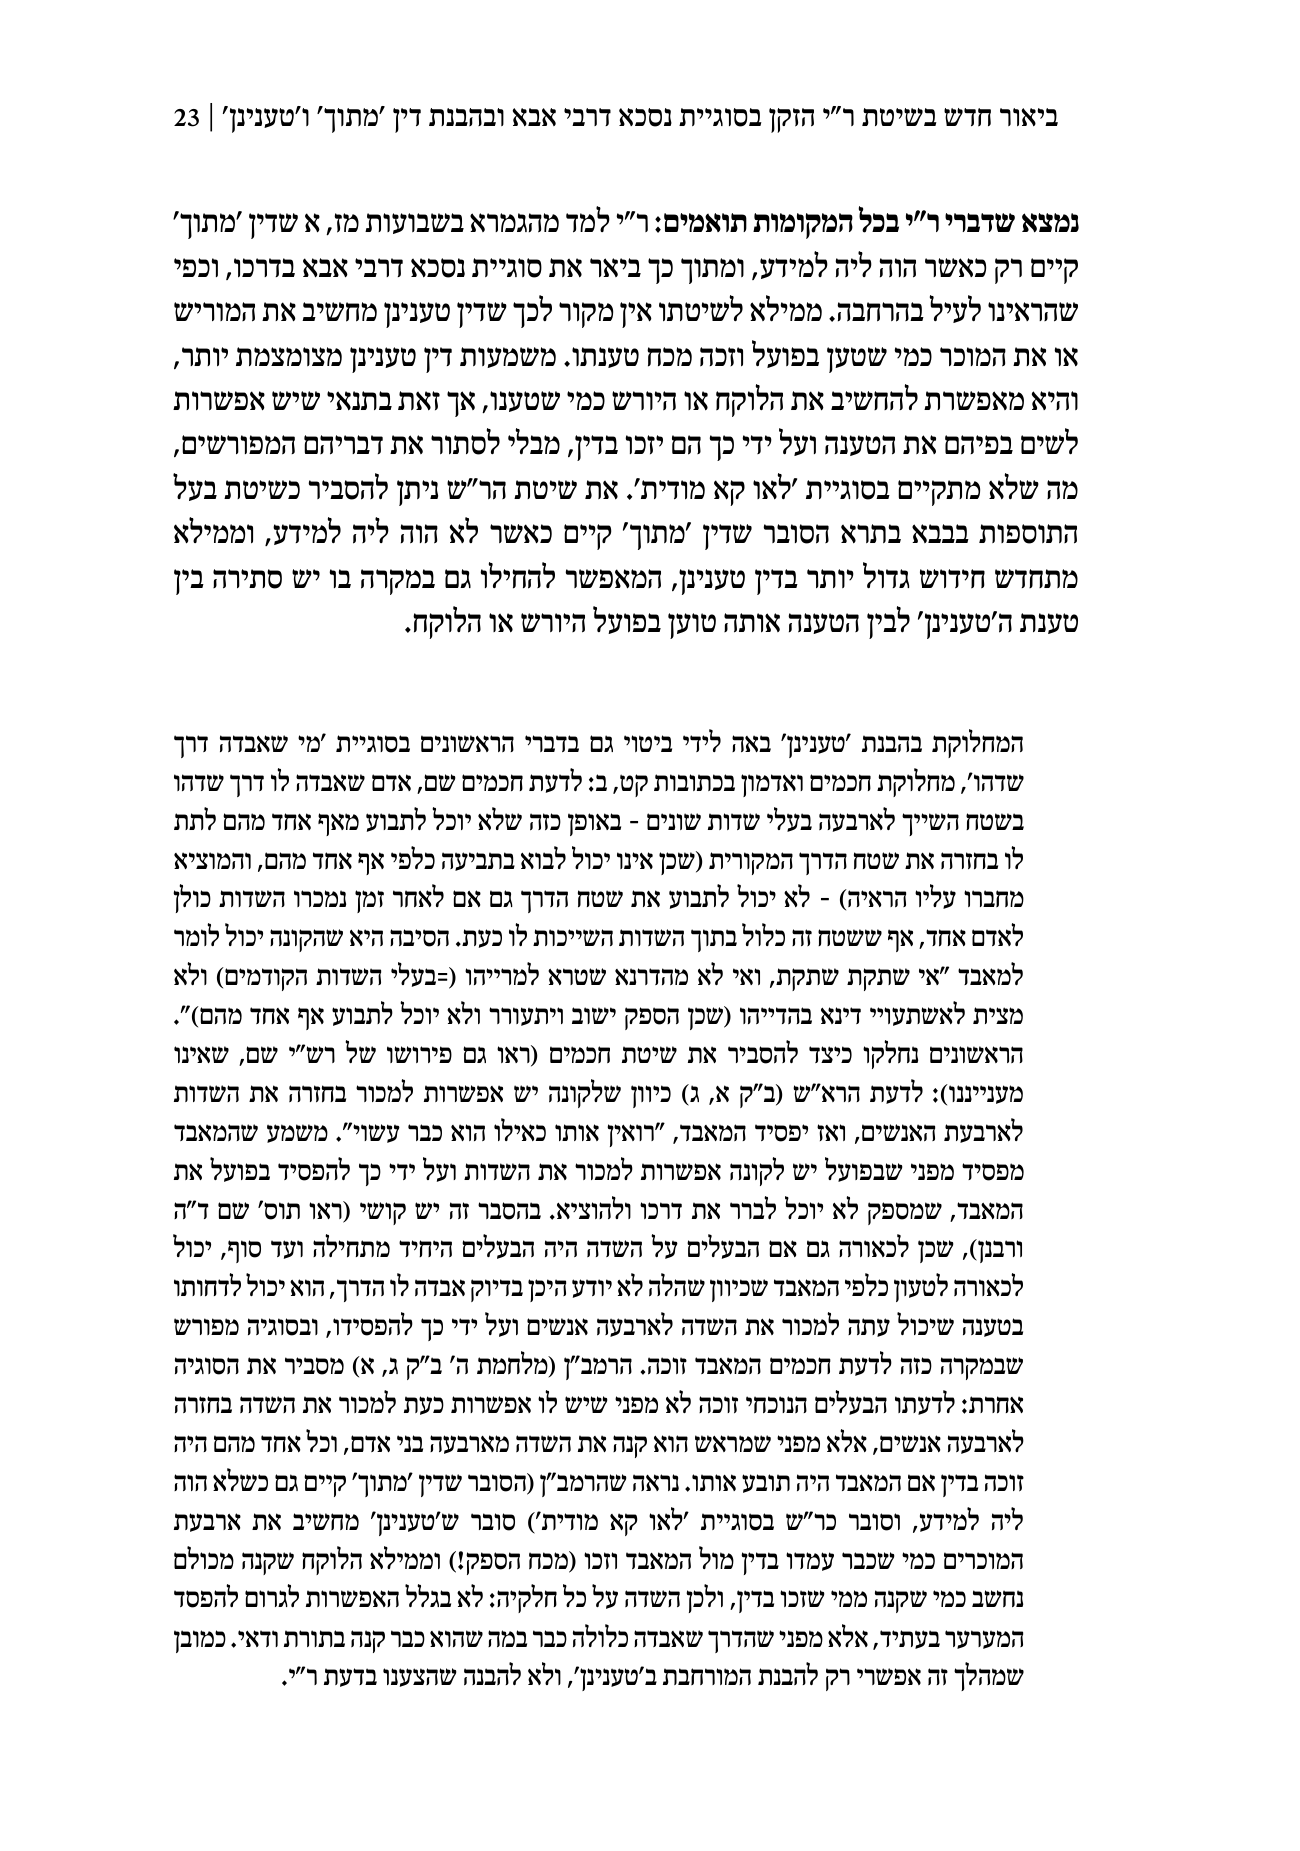 ביאור חדש בשיטת ר"י הזקן בסוגיית נסכא דרבי אבא ובהבנת דין 'מתוך' ו'טענינן' | 23
נמצא שדברי ר"י בכל המקומות תואמים: ר"י למד מהגמרא בשבועות מז, א שדין 'מתוך'
קיים רק כאשר הוה ליה למידע, ומתוך כך ביאר את סוגיית נסכא דרבי אבא בדרכו, וכפי
שהראינו לעיל בהרחבה. ממילא לשיטתו אין מקור לכך שדין טענינן מחשיב את המוריש
או את המוכר כמי שטען בפועל וזכה מכח טענתו. משמעות דין טענינן מצומצמת יותר,
והיא מאפשרת להחשיב את הלוקח או היורש כמי שטענו, אך זאת בתנאי שיש אפשרות
לשים בפיהם את הטענה ועל ידי כך הם יזכו בדין, מבלי לסתור את דבריהם המפורשים,
מה שלא מתקיים בסוגיית 'לאו קא מודית'. את שיטת הר"ש ניתן להסביר כשיטת בעל
התוספות בבבא בתרא הסובר שדין 'מתוך' קיים כאשר לא הוה ליה למידע, וממילא
מתחדש חידוש גדול יותר בדין טענינן, המאפשר להחילו גם במקרה בו יש סתירה בין
טענת ה'טענינן' לבין הטענה אותה טוען בפועל היורש או הלוקח.
המחלוקת בהבנת 'טענינן' באה לידי ביטוי גם בדברי הראשונים בסוגיית 'מי שאבדה דרך
שדהו', מחלוקת חכמים ואדמון בכתובות קט, ב: לדעת חכמים שם, אדם שאבדה לו דרך שדהו
בשטח השייך לארבעה בעלי שדות שונים - באופן כזה שלא יוכל לתבוע מאף אחד מהם לתת
לו בחזרה את שטח הדרך המקורית (שכן אינו יכול לבוא בתביעה כלפי אף אחד מהם, והמוציא
מחברו עליו הראיה) - לא יכול לתבוע את שטח הדרך גם אם לאחר זמן נמכרו השדות כולן
לאדם אחד, אף ששטח זה כלול בתוך השדות השייכות לו כעת. הסיבה היא שהקונה יכול לומר
למאבד "אי שתקת שתקת, ואי לא מהדרנא שטרא למרייהו (=בעלי השדות הקודמים) ולא
מצית לאשתעויי דינא בהדייהו (שכן הספק ישוב ויתעורר ולא יוכל לתבוע אף אחד מהם)".
הראשונים נחלקו כיצד להסביר את שיטת חכמים (ראו גם פירושו של רש"י שם, שאינו
מענייננו): לדעת הרא"ש (ב"ק א, ג) כיוון שלקונה יש אפשרות למכור בחזרה את השדות
לארבעת האנשים, ואז יפסיד המאבד, "רואין אותו כאילו הוא כבר עשוי". משמע שהמאבד
מפסיד מפני שבפועל יש לקונה אפשרות למכור את השדות ועל ידי כך להפסיד בפועל את
המאבד, שמספק לא יוכל לברר את דרכו ולהוציא. בהסבר זה יש קושי (ראו תוס' שם ד"ה
ורבנן), שכן לכאורה גם אם הבעלים על השדה היה הבעלים היחיד מתחילה ועד סוף, יכול
לכאורה לטעון כלפי המאבד שכיוון שהלה לא יודע היכן בדיוק אבדה לו הדרך, הוא יכול לדחותו
בטענה שיכול עתה למכור את השדה לארבעה אנשים ועל ידי כך להפסידו, ובסוגיה מפורש
שבמקרה כזה לדעת חכמים המאבד זוכה. הרמב"ן (מלחמת ה' ב"ק ג, א) מסביר את הסוגיה
אחרת: לדעתו הבעלים הנוכחי זוכה לא מפני שיש לו אפשרות כעת למכור את השדה בחזרה
לארבעה אנשים, אלא מפני שמראש הוא קנה את השדה מארבעה בני אדם, וכל אחד מהם היה
זוכה בדין אם המאבד היה תובע אותו. נראה שהרמב"ן (הסובר שדין 'מתוך' קיים גם כשלא הוה
ליה למידע, וסובר כר"ש בסוגיית 'לאו קא מודית') סובר ש'טענינן' מחשיב את ארבעת
המוכרים כמי שכבר עמדו בדין מול המאבד וזכו (מכח הספק!) וממילא הלוקח שקנה מכולם
נחשב כמי שקנה ממי שזכו בדין, ולכן השדה על כל חלקיה: לא בגלל האפשרות לגרום להפסד
המערער בעתיד, אלא מפני שהדרך שאבדה כלולה כבר במה שהוא כבר קנה בתורת ודאי. כמובן
שמהלך זה אפשרי רק להבנת המורחבת ב'טענינן', ולא להבנה שהצענו בדעת ר"י.